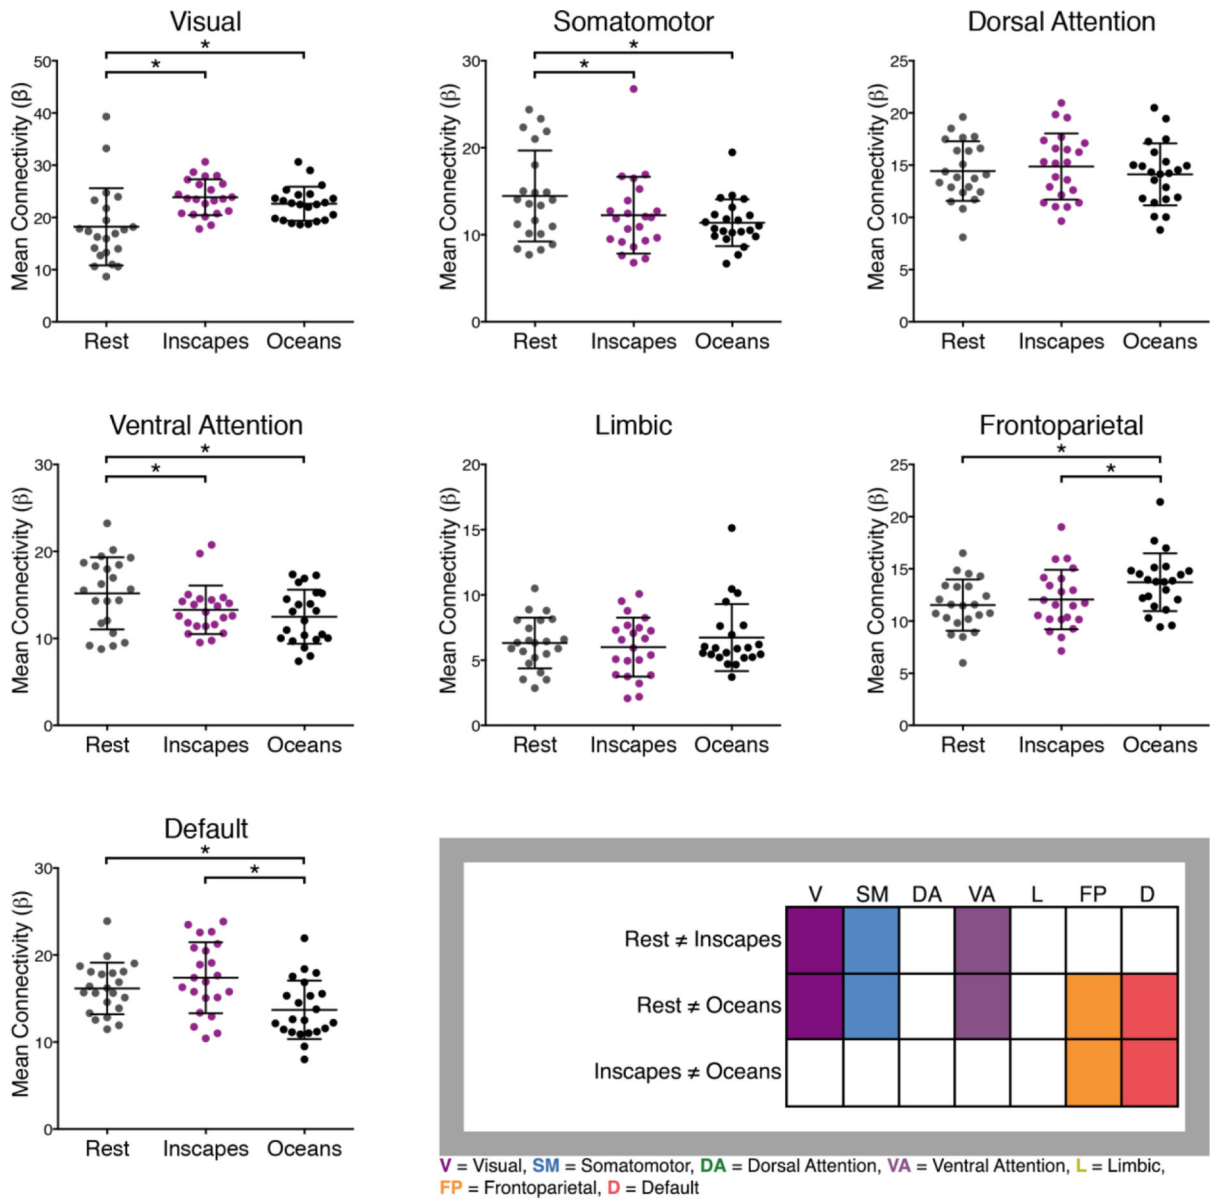 Visual Somatomotor Dorsal Attention
* * * *
Mean Connectivity (β) 50 40 30 20 10 0
Rest Inscapes Oceans
Mean Connectivity (β) 30 20 10 0
Rest Inscapes Oceans
Mean Connectivity (β) 25 20 15 10 5 0
Rest Inscapes Oceans
Ventral Attention Limbic Frontoparietal
* * * *
Mean Connectivity (β) 30 20 10 0
Rest Inscapes Oceans
Mean Connectivity (β) 20 15 10 5 0
Rest Inscapes Oceans
Mean Connectivity (β) 25 20 15 10 5 0
Rest Inscapes Oceans
Default
* *
Mean Connectivity (β) 30 20 10 0
Rest Inscapes Oceans
V SM DA VA L FP D
Rest ≠ Inscapes
Rest ≠ Oceans
Inscapes ≠ Oceans
V = Visual, SM = Somatomotor, DA = Dorsal Attention, VA = Ventral Attention, L = Limbic,
FP = Frontoparietal, D = Default